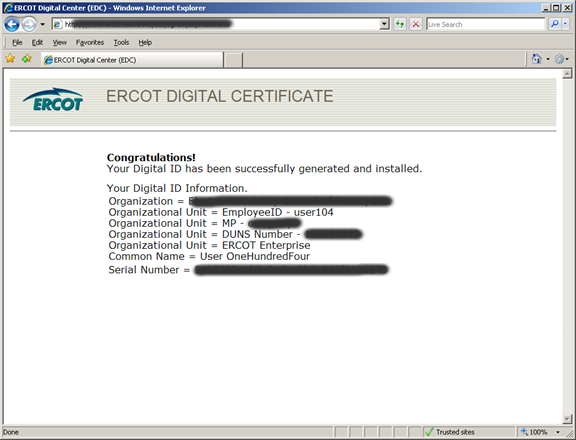 ERCOT Digital Center (EDC) - Windows Internet Explorer
Live Search
File Edit View Favorites Tools Help
ERCOT Digital Center (EDC)
ERCOT
ERCOT DIGITAL CERTIFICATE
Congratulations!
Your Digital ID has been successfully generated and installed.
Your Digital ID Information.
Organization =
Organizational Unit = EmployeeID - user104
Organizational Unit = MP -
Organizational Unit = DUNS Number -
Organizational Unit = ERCOT Enterprise
Common Name = User OneHundredFour
Serial Number =
Done
Trusted sites
100%